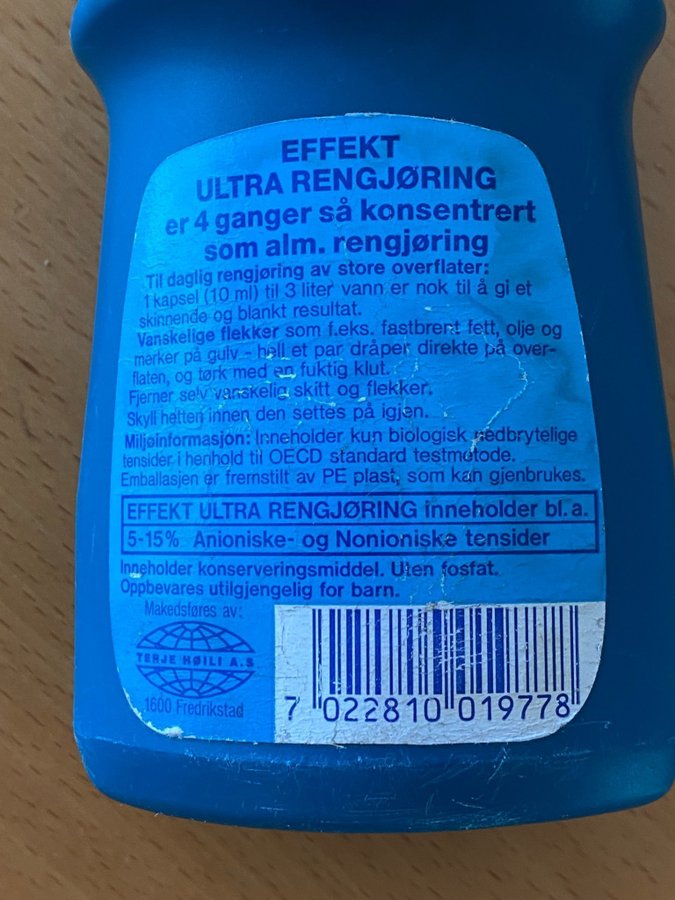 EFFEKT
ULTRA RENGJØRING
er 4 ganger så konsentrert
som alm. rengjøring
Til daglig rengjøring av store overflater:
1 kapsel (10 ml) til 3 liter vann er nok til å gi et
skinnende og blankt resultat.
Vanskelige flekker som f.eks. fastbrent fett, olje og
merker på gulv - hell et par dråper direkte på over-
flaten, og tørk med en fuktig klut.
Fjerner selv vanskelig skitt og flekker.
Skyll hetten innen den settes på igjen.
Miljøinformasjon: Inneholder kun biologisk nedbrytelige
tensider i henhold til OECD standard testmetode.
Emballasjen er fremstilt av PE plast, som kan gjenbrukes.
EFFEKT ULTRA RENGJØRING inneholder bl.a.
5-15% Anioniske- og Nonioniske tensider
Inneholder konserveringsmiddel. Uten fosfat.
Oppbevares utilgjengelig for barn.
Makedsføres av:
TERJE HØILI A.S
1600 Fredrikstad
7 022810 019778